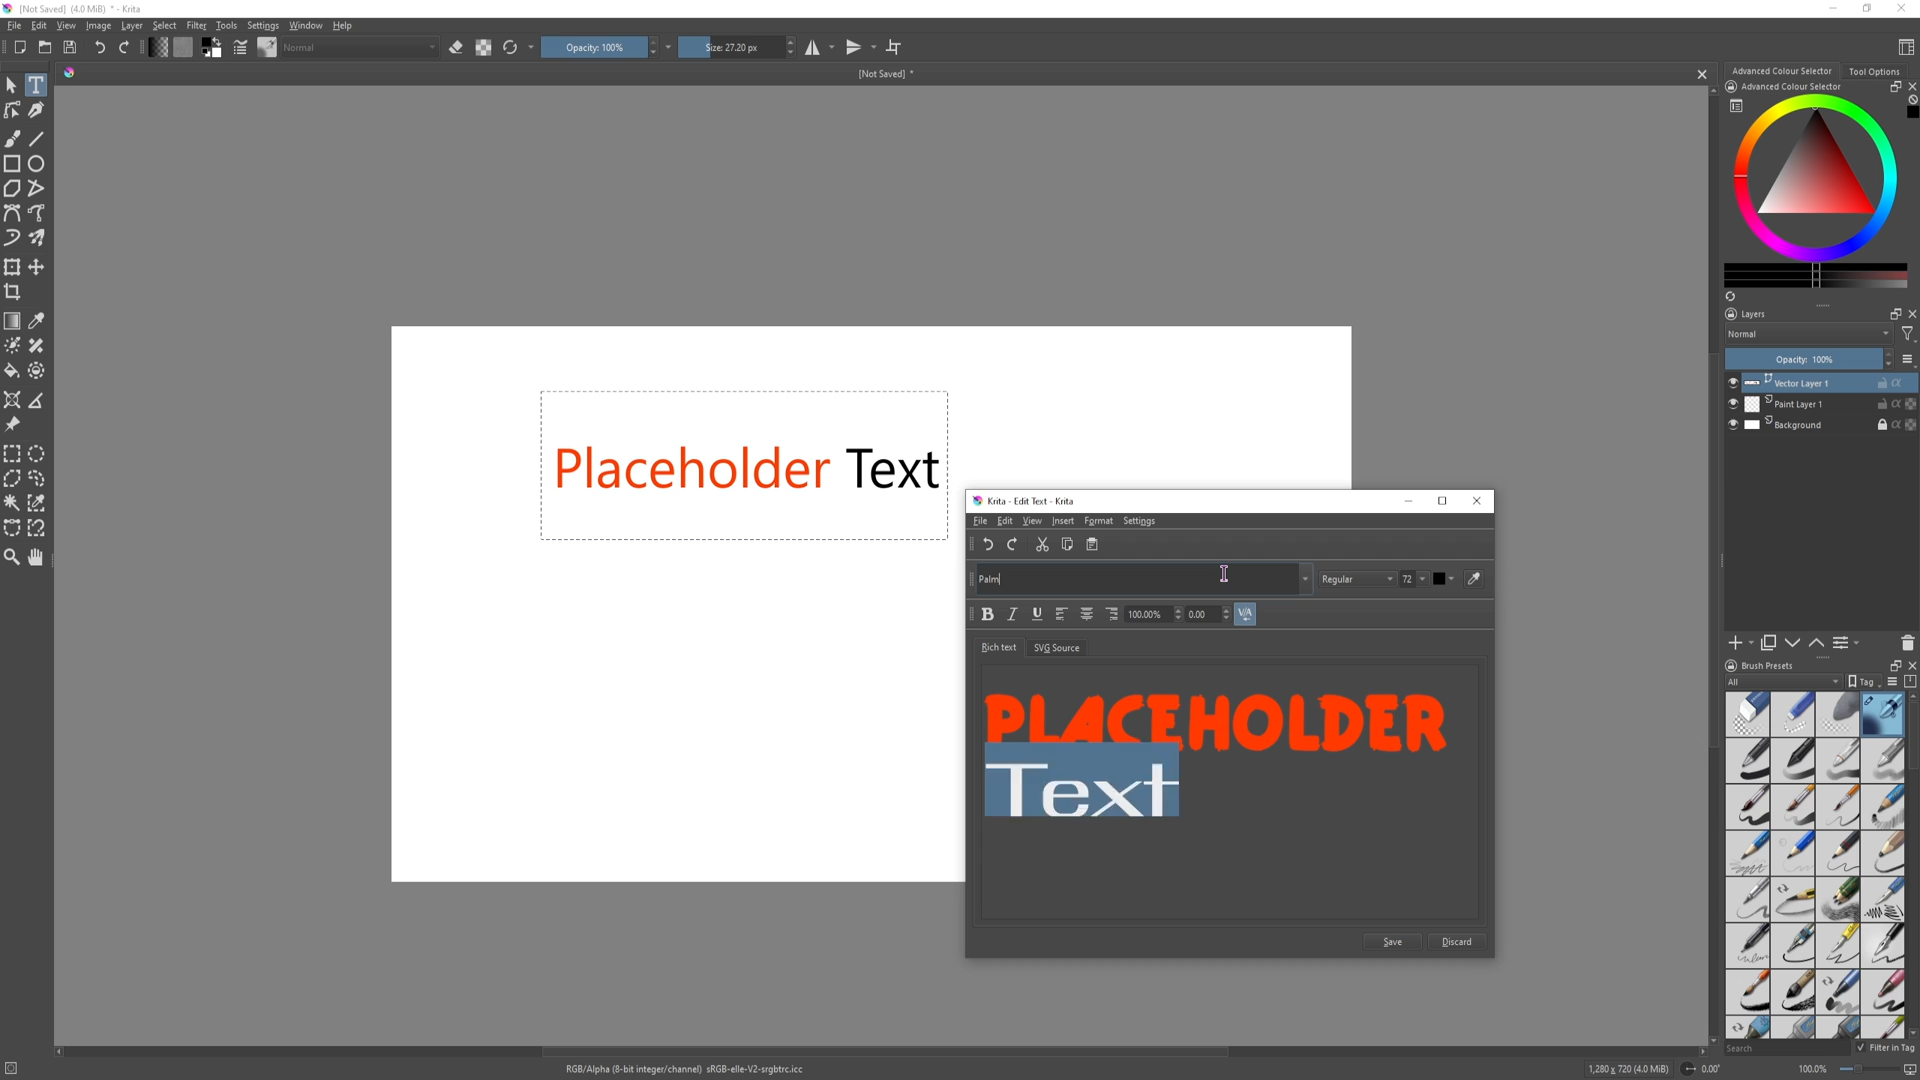 [Not Saved] (4.0 MiB) * - Krita
File Edit View Image Layer Select Filter Tools Settings Window Help
Normal
Opacity: 100%
Size: 27.20 px
[Not Saved] *
Advanced Colour Selector Tool Options
Advanced Colour Selector
Placeholder Text
Layers
Normal
Opacity: 100%
Vector Layer 1
Paint Layer 1
Background
Krita - Edit Text - Krita
File Edit View Insert Format Settings
Palm
Regular 72
B I U 100.00% 0.00 V/A
Rich text SVG Source
PLACEHOLDER
Text
Save Discard
Brush Presets
All Tag
Search Filter in Tag
RGB/Alpha (8-bit integer/channel) sRGB-elle-V2-srgbtrc.icc
1,280 x 720 (4.0 MiB) 0.00° 100.0%